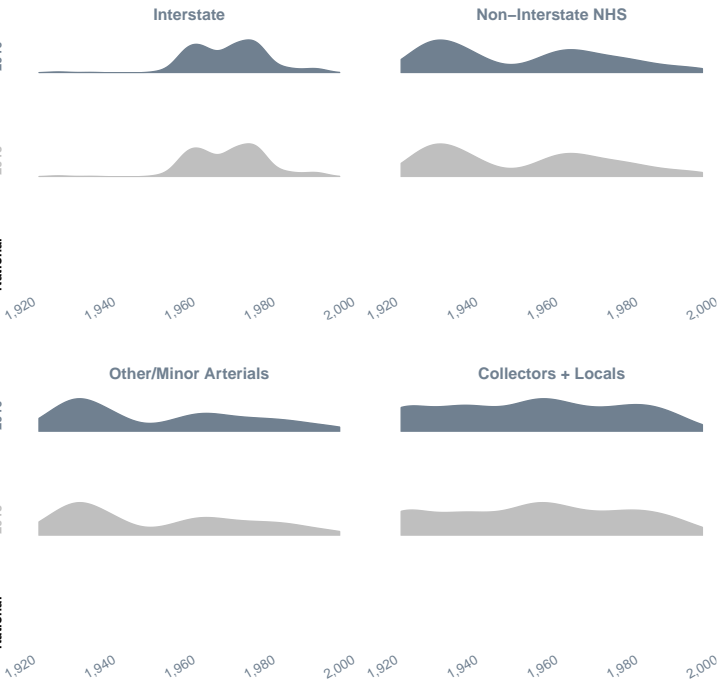 Interstate
Non−Interstate NHS
1,920 1,940 1,960 1,980 2,000
1,920 1,940 1,960 1,980 2,000
Other/Minor Arterials
Collectors + Locals
1,920 1,940 1,960 1,980 2,000
1,920 1,940 1,960 1,980 2,000